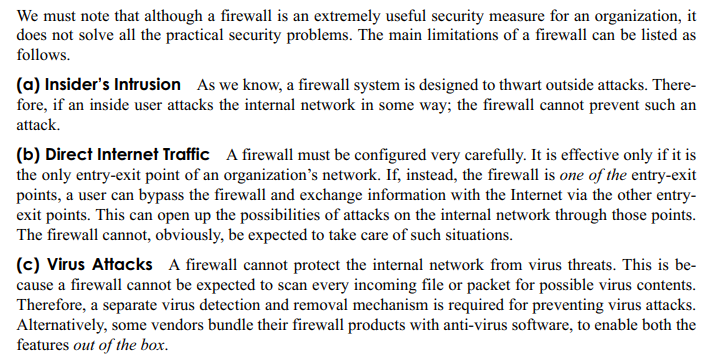 We must note that although a firewall is an extremely useful security measure for an organization, it
does not solve all the practical security problems. The main limitations of a firewall can be listed as
follows.
(a) Insider's Intrusion As we know, a firewall system is designed to thwart outside attacks. There-
fore, if an inside user attacks the internal network in some way; the firewall cannot prevent such an
attack.
(b) Direct Internet Traffic A firewall must be configured very carefully. It is effective only if it is
the only entry-exit point of an organization's network. If, instead, the firewall is one of the entry-exit
points, a user can bypass the firewall and exchange information with the Internet via the other entry-
exit points. This can open up the possibilities of attacks on the internal network through those points.
The firewall cannot, obviously, be expected to take care of such situations.
(c) Virus Attacks A firewall cannot protect the internal network from virus threats. This is be-
cause a firewall cannot be expected to scan every incoming file or packet for possible virus contents.
Therefore, a separate virus detection and removal mechanism is required for preventing virus attacks.
Alternatively, some vendors bundle their firewall products with anti-virus software, to enable both the
features out of the box.